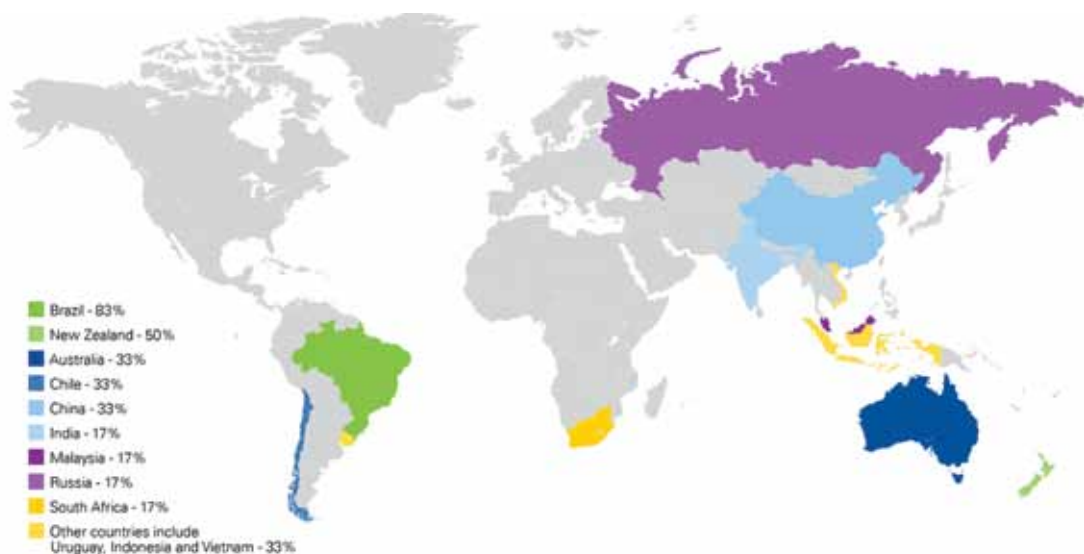 Brazil - 83%
New Zealand - 50%
Australia - 33%
Chile - 33%
China - 33%
India - 17%
Malaysia - 17%
Russia - 17%
South Africa - 17%
Other countries include
Uruguay, Indonesia and Vietnam - 33%